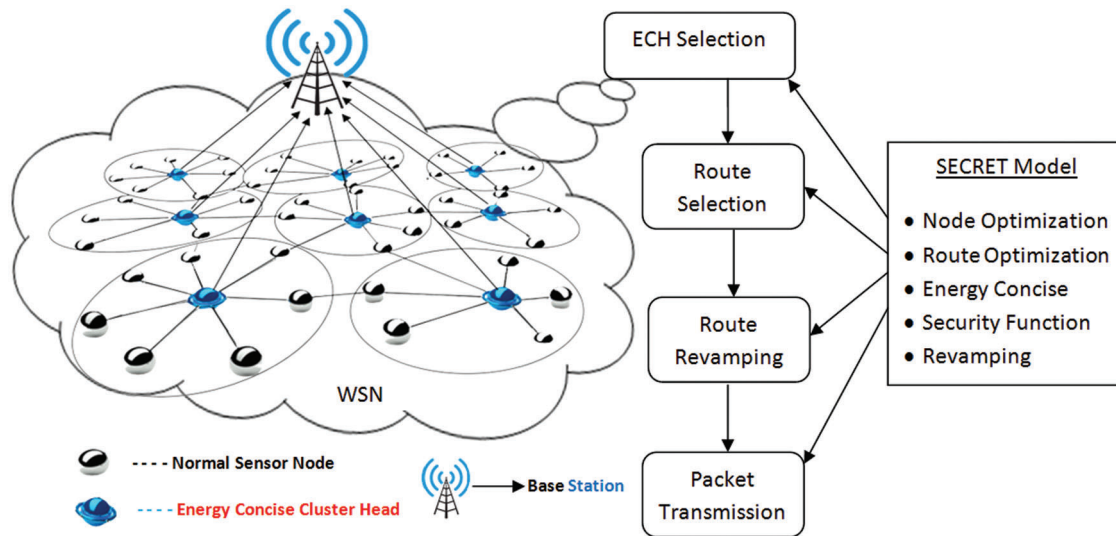 ECH Selection
Route
Selection
Route
Revamping
Packet
Transmission
SECRET Model
● Node Optimization
● Route Optimization
● Energy Concise
● Security Function
● Revamping
WSN
---- Normal Sensor Node
---- Energy Concise Cluster Head
Base Station